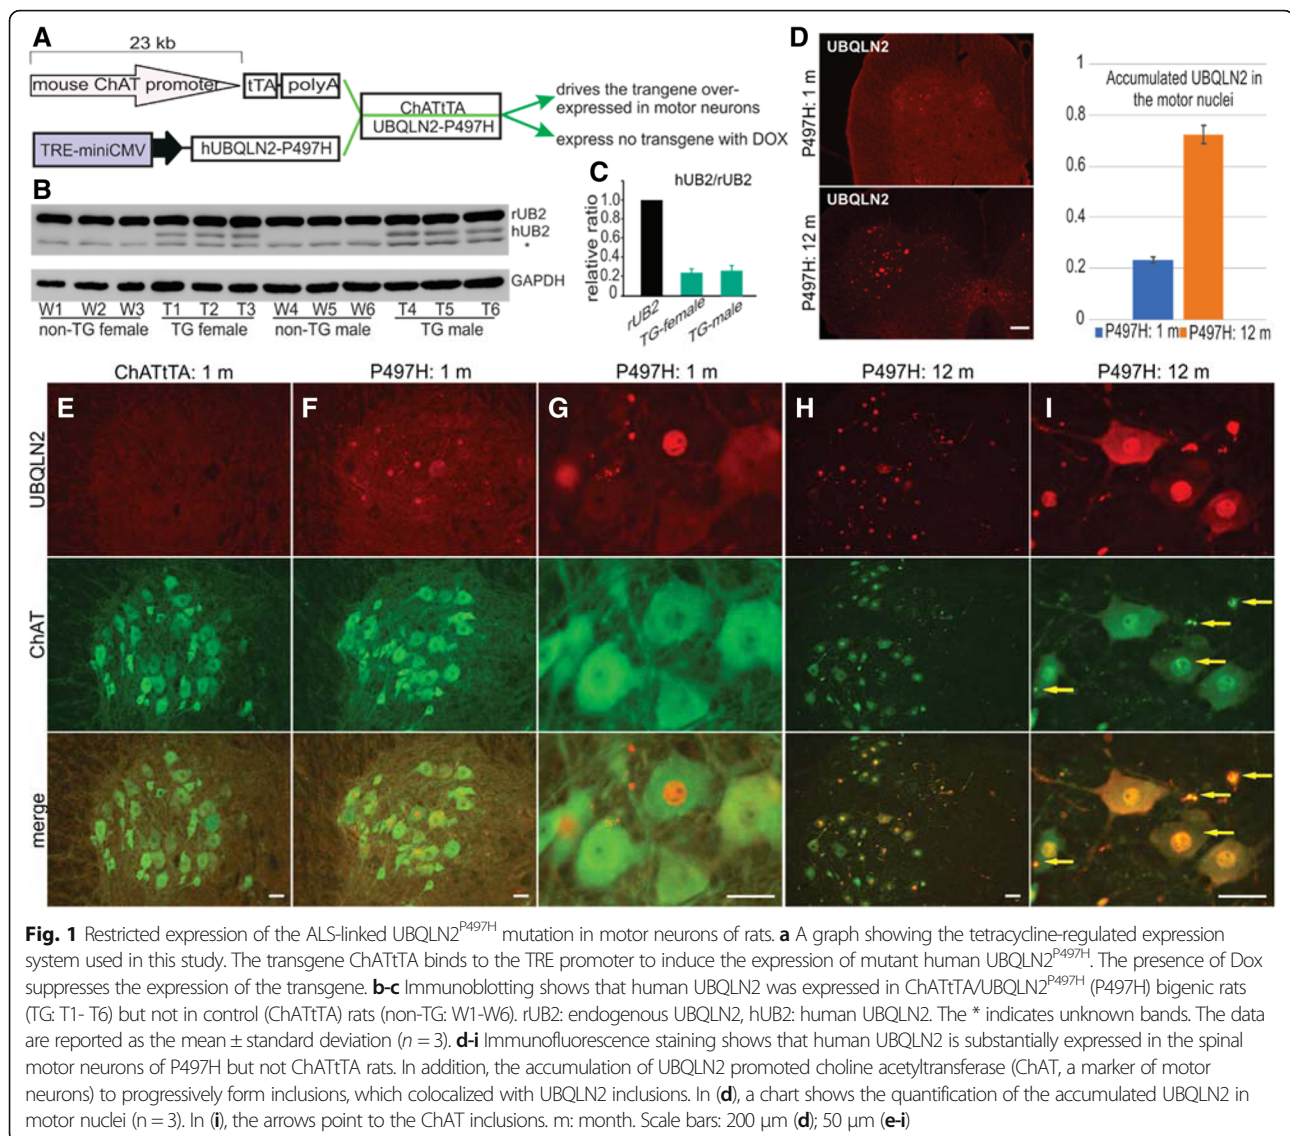 A
23 kb
mouse ChAT promoter
tTA
polyA
TRE-miniCMV
hUBQLN2-P497H
ChATtTA
UBQLN2-P497H
drives the trangene over-
expressed in motor neurons
express no transgene with DOX
B
rUB2
hUB2
*
GAPDH
W1 W2 W3 T1 T2 T3 W4 W5 W6 T4 T5 T6
non-TG female TG female non-TG male TG male
C
hUB2/rUB2
relative ratio
1.0
0.8
0.6
0.4
0.2
0
rUB2
TG-female
TG-male
D
UBQLN2
P497H: 1 m
UBQLN2
P497H: 12 m
Accumulated UBQLN2 in
the motor nuclei
1
0.8
0.6
0.4
0.2
0
P497H: 1 m P497H: 12 m
ChATtTA: 1 m P497H: 1 m P497H: 1 m P497H: 12 m P497H: 12 m
E F G H I
UBQLN2
ChAT
merge
Fig. 1 Restricted expression of the ALS-linked UBQLN2P497H mutation in motor neurons of rats. a A graph showing the tetracycline-regulated expression
system used in this study. The transgene ChATtTA binds to the TRE promoter to induce the expression of mutant human UBQLN2P497H. The presence of Dox
suppresses the expression of the transgene. b-c Immunoblotting shows that human UBQLN2 was expressed in ChATtTA/UBQLN2P497H (P497H) bigenic rats
(TG: T1- T6) but not in control (ChATtTA) rats (non-TG: W1-W6). rUB2: endogenous UBQLN2, hUB2: human UBQLN2. The * indicates unknown bands. The data
are reported as the mean ± standard deviation (n = 3). d-i Immunofluorescence staining shows that human UBQLN2 is substantially expressed in the spinal
motor neurons of P497H but not ChATtTA rats. In addition, the accumulation of UBQLN2 promoted choline acetyltransferase (ChAT, a marker of motor
neurons) to progressively form inclusions, which colocalized with UBQLN2 inclusions. In (d), a chart shows the quantification of the accumulated UBQLN2 in
motor nuclei (n = 3). In (i), the arrows point to the ChAT inclusions. m: month. Scale bars: 200 μm (d); 50 μm (e-i)